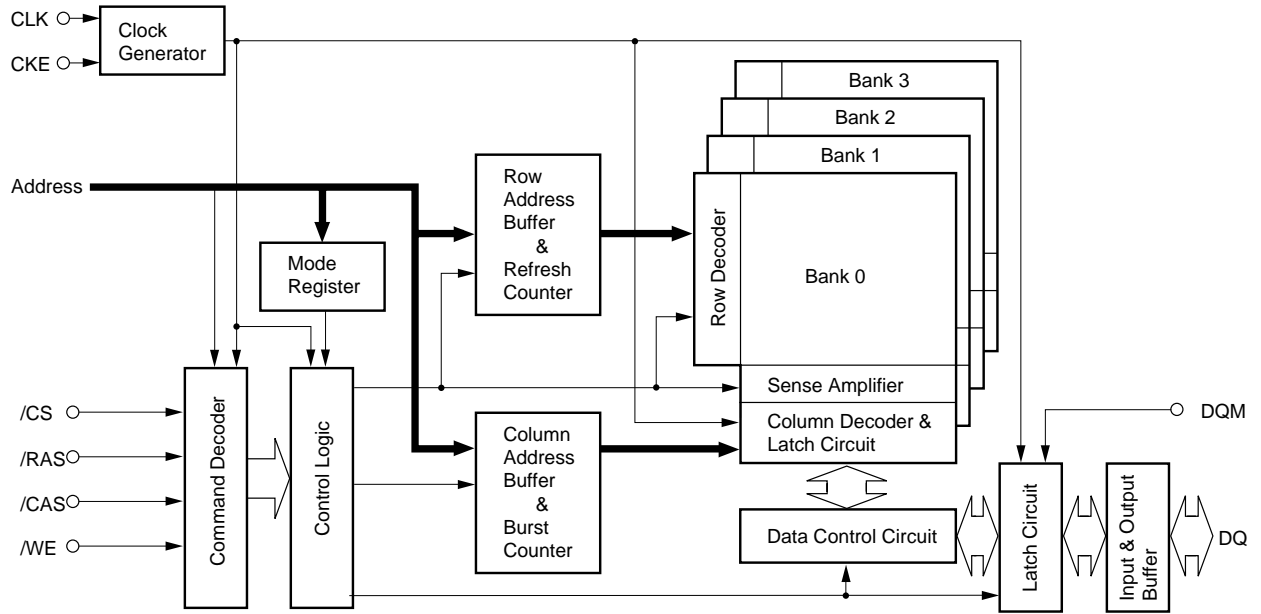 CLK
CKE
Clock
Generator
Bank 3
Bank 2
Bank 1
Bank 0
Address
Mode
Register
Row
Address
Buffer
&
Refresh
Counter
Row Decoder
Sense Amplifier
Column Decoder &
Latch Circuit
/CS
/RAS
/CAS
/WE
Command Decoder
Control Logic
Column
Address
Buffer
&
Burst
Counter
Data Control Circuit
Latch Circuit
Input & Output
Buffer
DQM
DQ